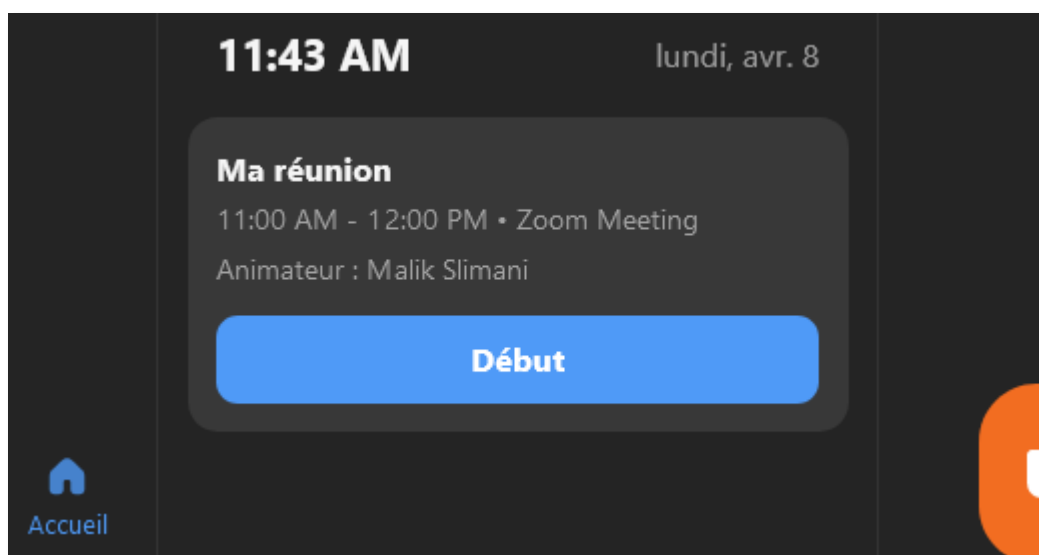 11:43 AM
lundi, avr. 8
Ma réunion
11:00 AM - 12:00 PM • Zoom Meeting
Animateur : Malik Slimani
Début
Accueil